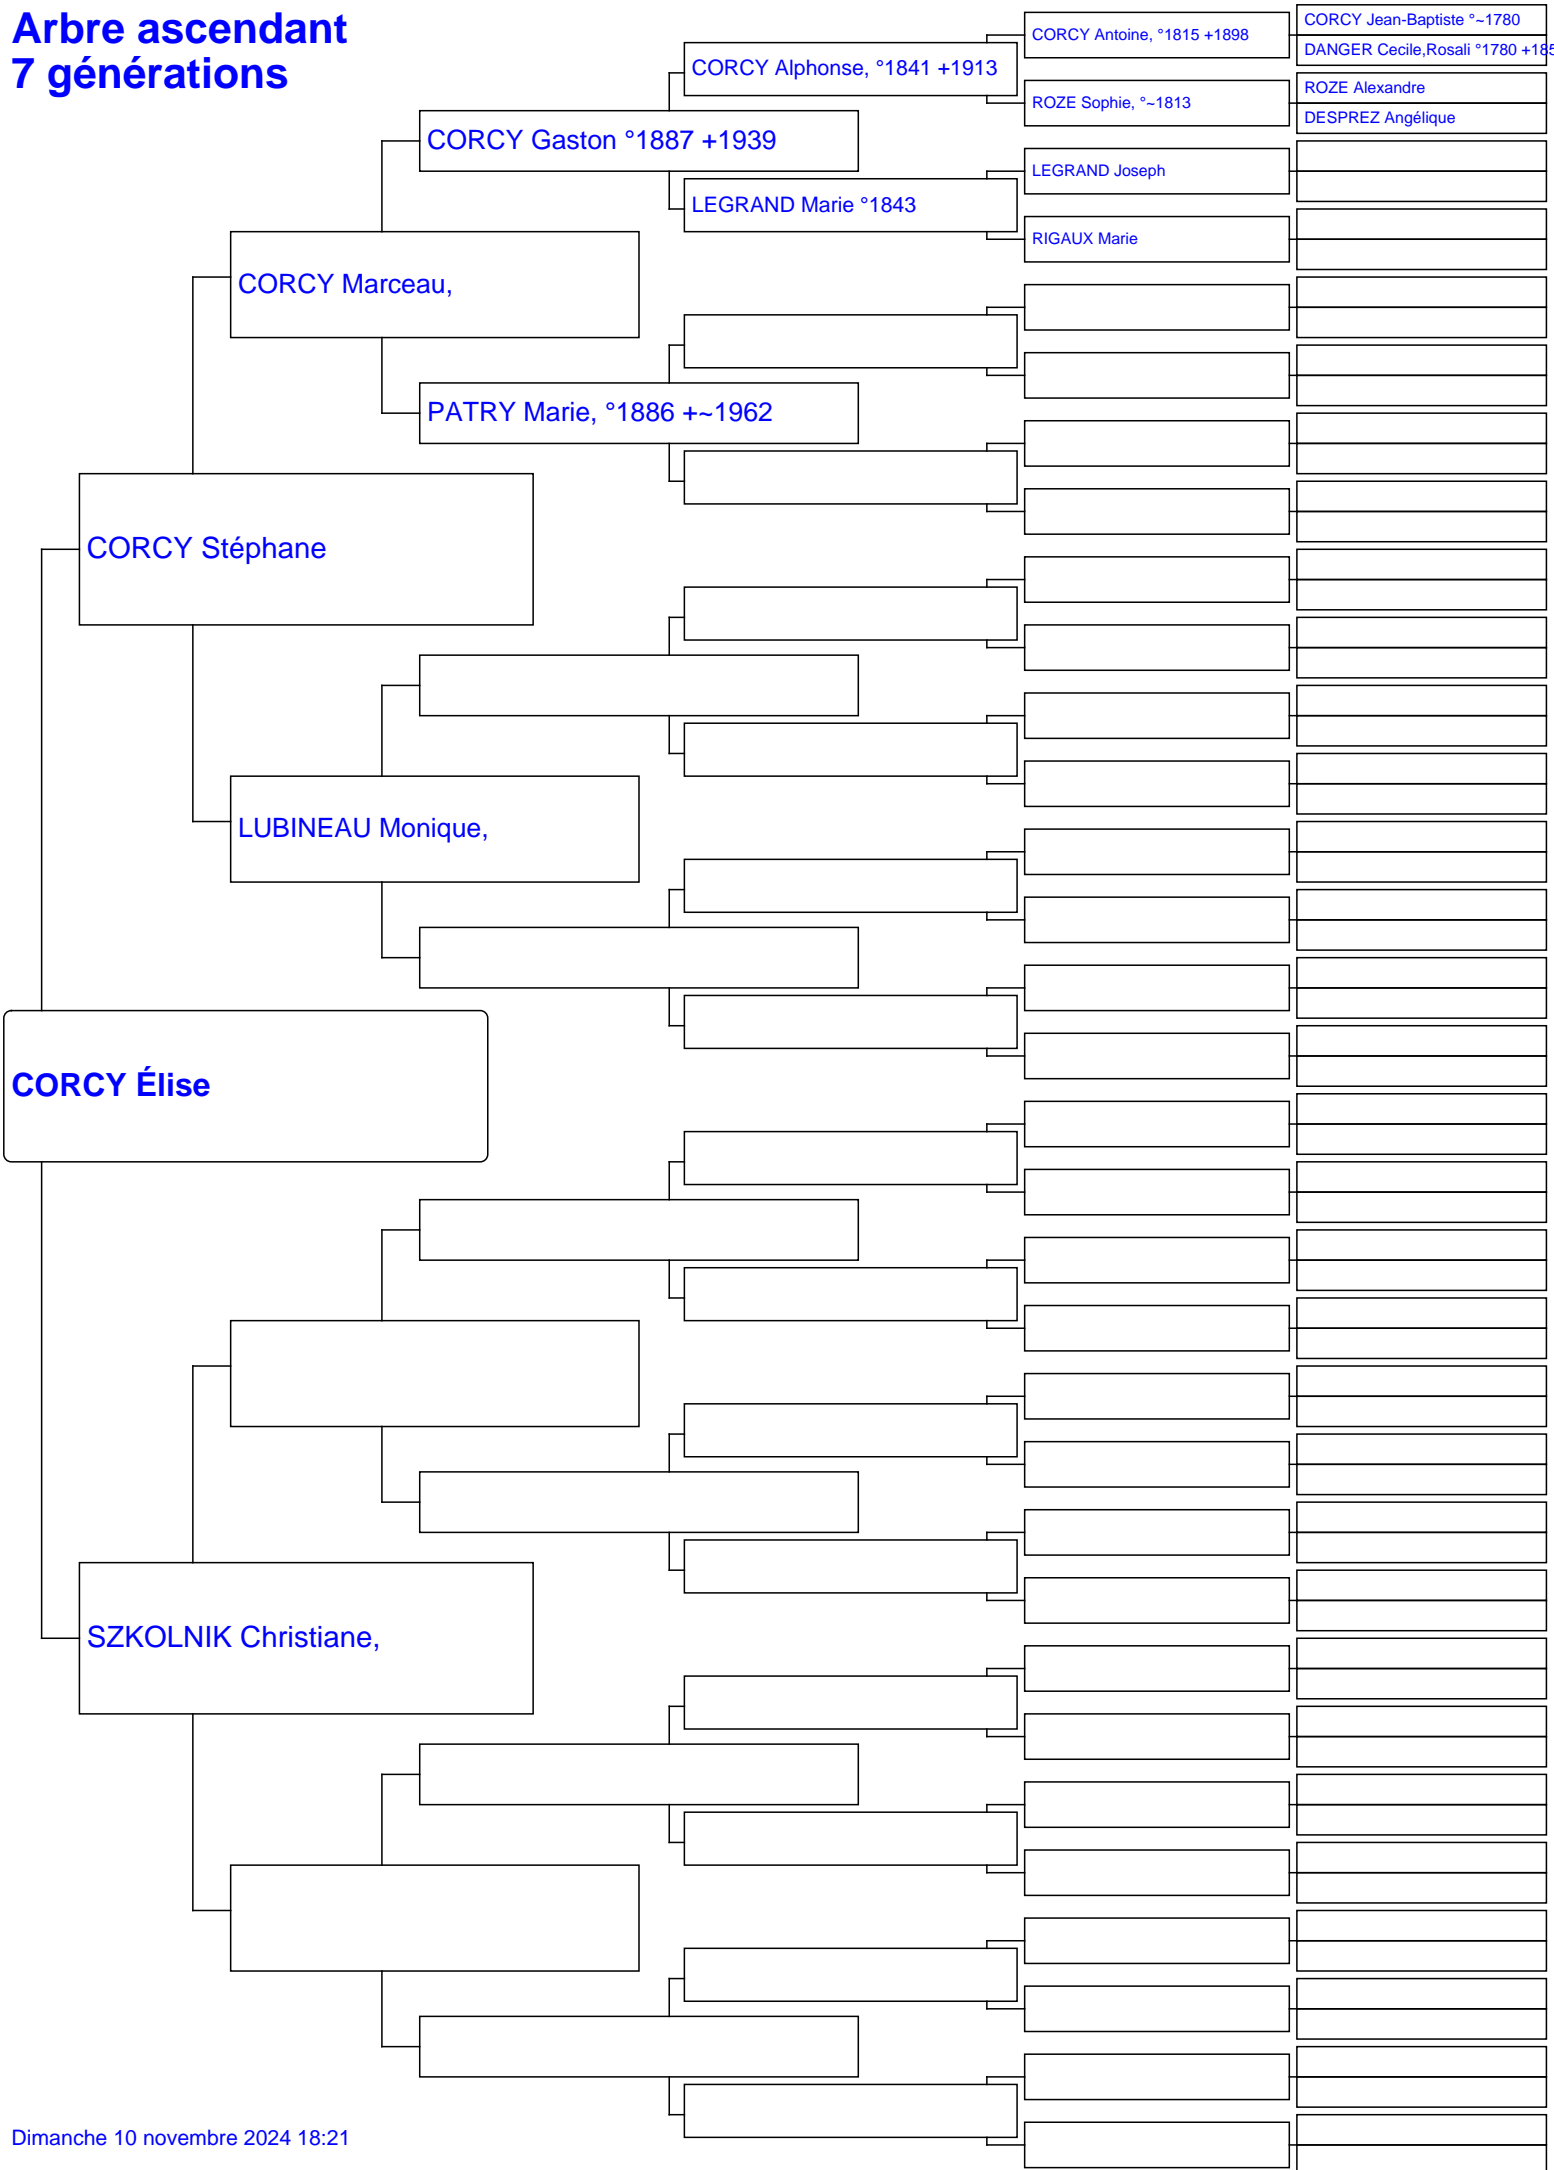 Arbre ascendant
7 générations
CORCY Élise
CORCY Stéphane
SZKOLNIK Christiane,
CORCY Marceau,
LUBINEAU Monique,
CORCY Gaston °1887 +1939
PATRY Marie, °1886 +~1962
CORCY Alphonse, °1841 +1913
LEGRAND Marie °1843
CORCY Antoine, °1815 +1898
ROZE Sophie, °~1813
LEGRAND Joseph
RIGAUX Marie
CORCY Jean-Baptiste °~1780
DANGER Cecile,Rosali °1780
ROZE Alexandre
DESPREZ Angélique
Dimanche 10 novembre 2024 18:21